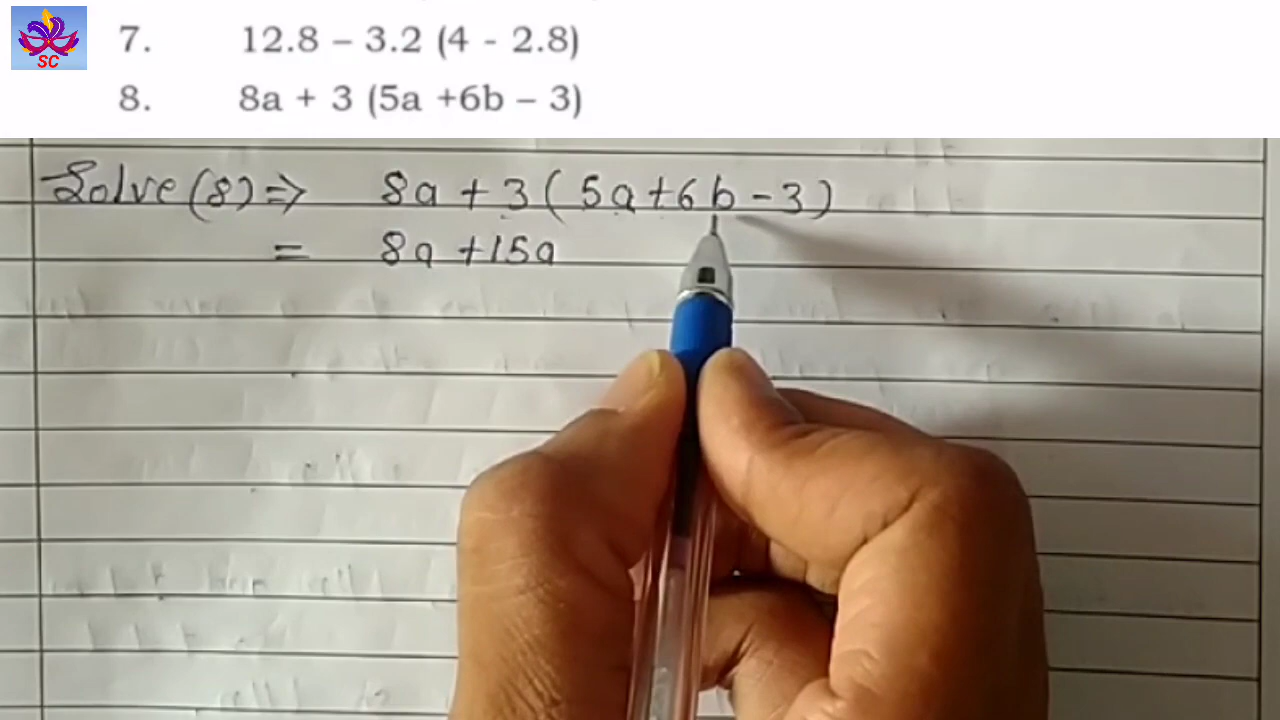 SC
7. 12.8 – 3.2 (4 - 2.8)
8. 8a + 3 (5a +6b – 3)
Solve (8) ⇒ 8a + 3 ( 5a + 6b - 3 )
= 8a + 15a